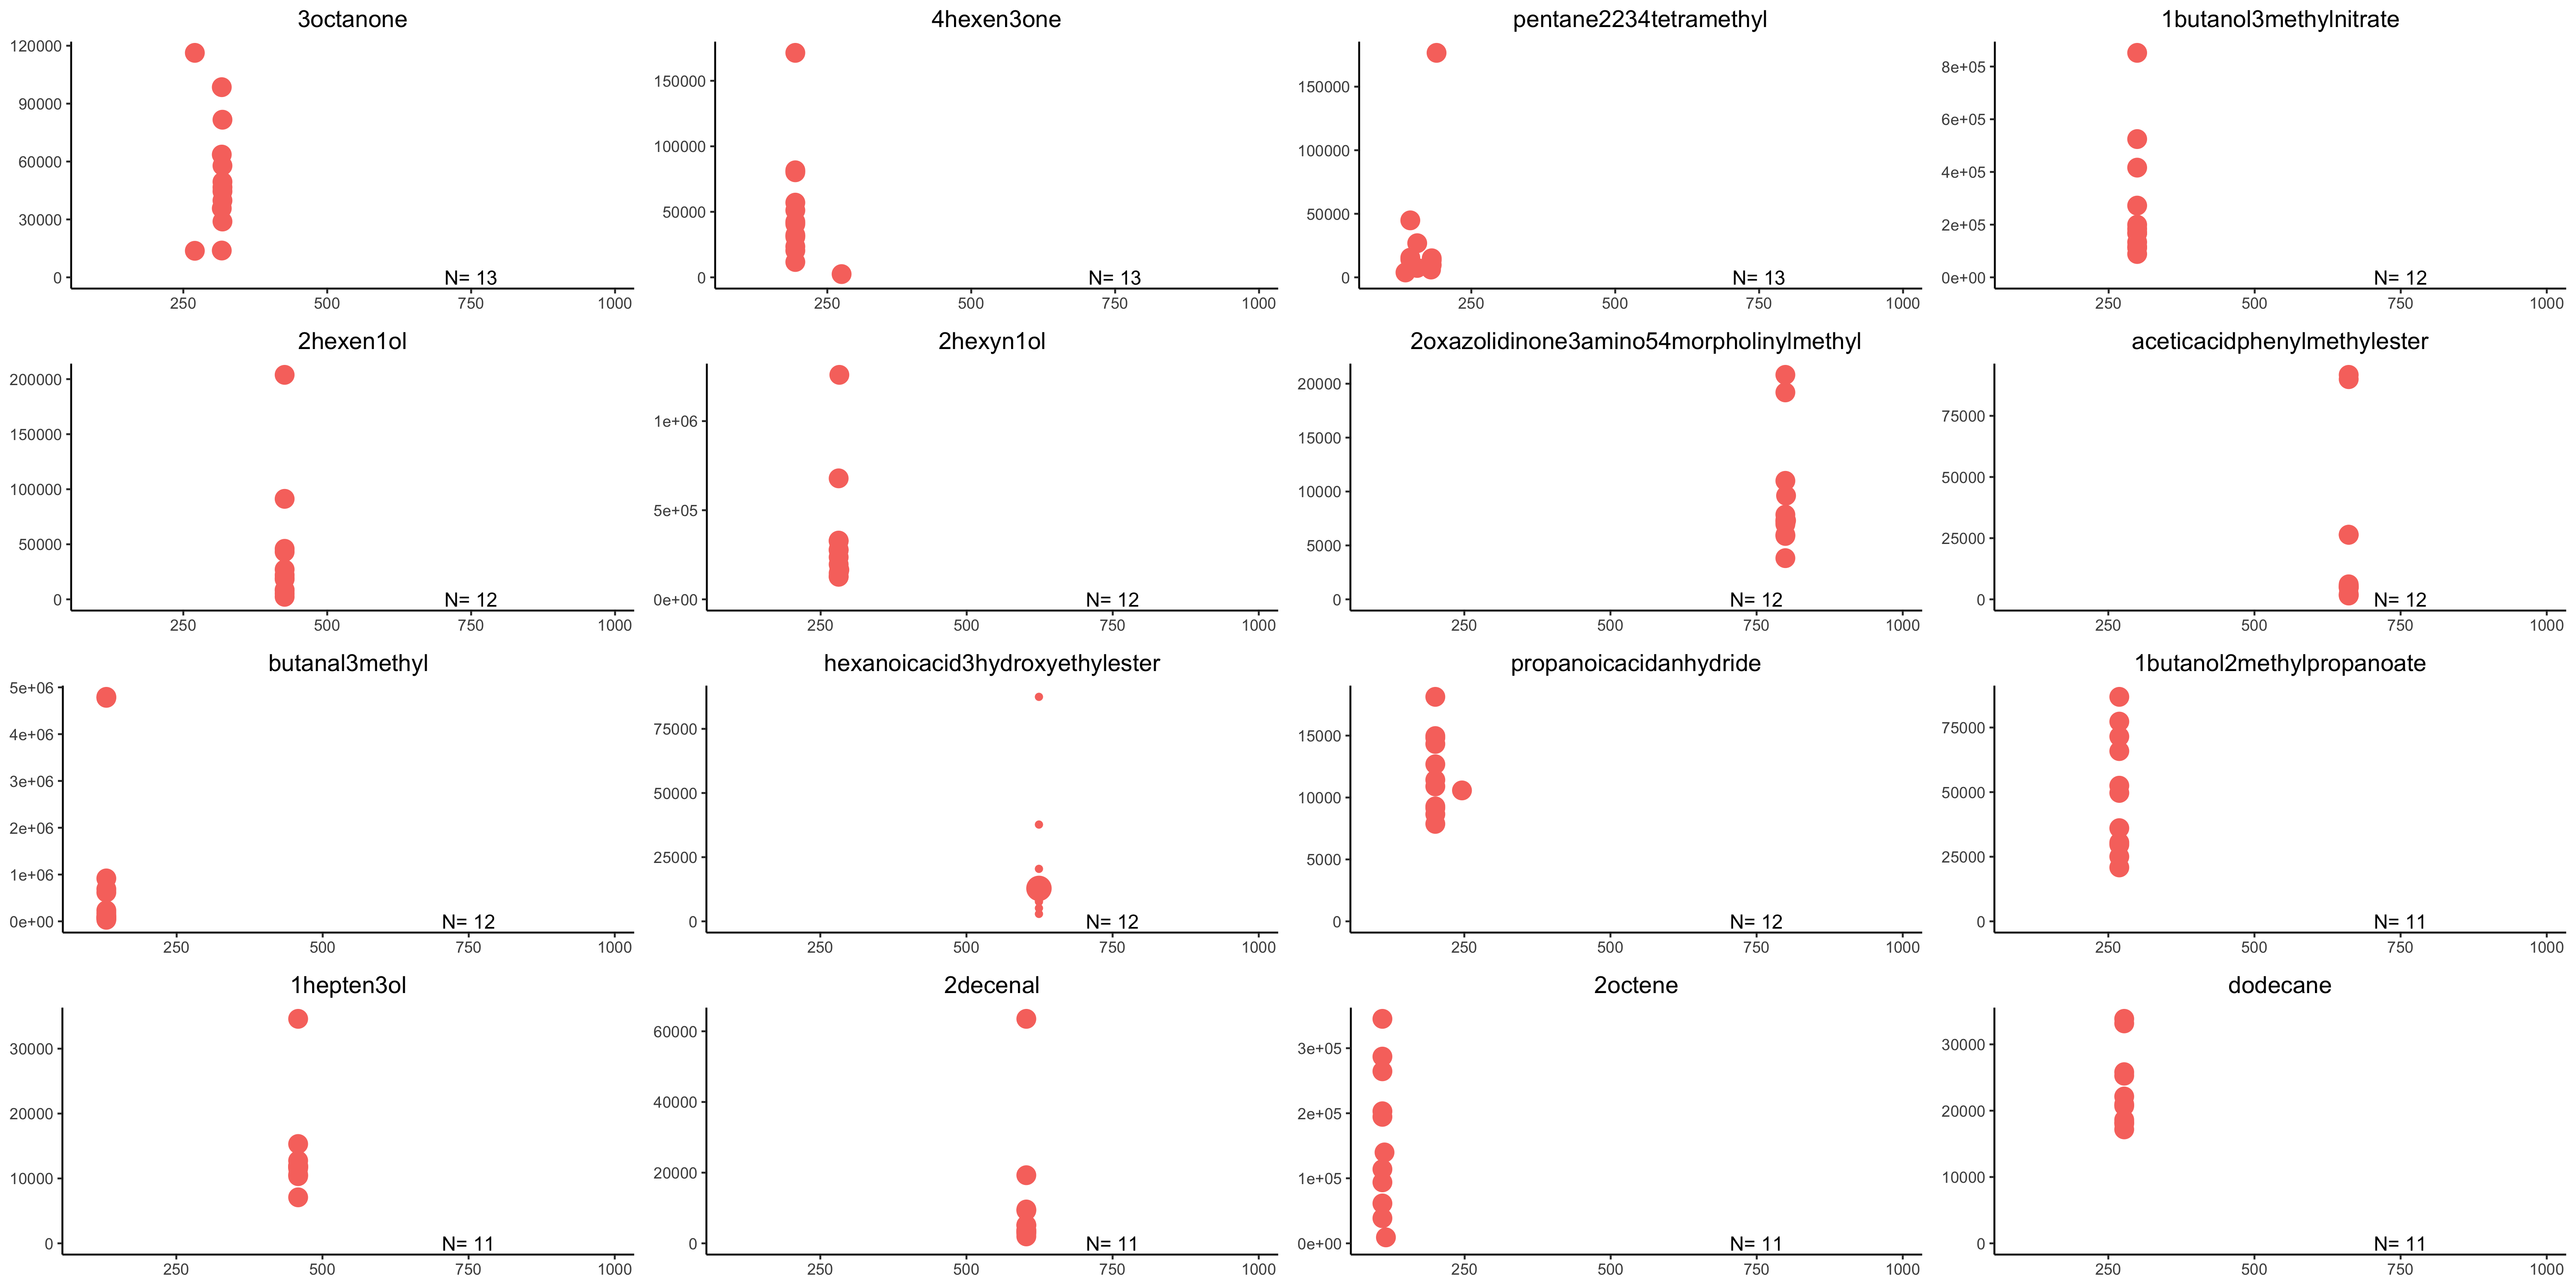 3octanone
120000
90000
60000
30000
0
N= 13
250 500 750 1000
4hexen3one
150000
100000
50000
0
N= 13
250 500 750 1000
pentane2234tetramethyl
150000
100000
50000
0
N= 13
250 500 750 1000
1butanol3methylnitrate
8e+05
6e+05
4e+05
2e+05
0e+00
N= 12
250 500 750 1000
2hexen1ol
200000
150000
100000
50000
0
N= 12
250 500 750 1000
2hexyn1ol
1e+06
5e+05
0e+00
N= 12
250 500 750 1000
2oxazolidinone3amino54morpholinylmethyl
20000
15000
10000
5000
0
N= 12
250 500 750 1000
aceticacidphenylmethylester
75000
50000
25000
0
N= 12
250 500 750 1000
butanal3methyl
5e+06
4e+06
3e+06
2e+06
1e+06
0e+00
N= 12
250 500 750 1000
hexanoicacid3hydroxyethylester
75000
50000
25000
0
N= 12
250 500 750 1000
propanoicacidanhydride
15000
10000
5000
0
N= 12
250 500 750 1000
1butanol2methylpropanoate
75000
50000
25000
0
N= 11
250 500 750 1000
1hepten3ol
30000
20000
10000
0
N= 11
250 500 750 1000
2decenal
60000
40000
20000
0
N= 11
250 500 750 1000
2octene
3e+05
2e+05
1e+05
0e+00
N= 11
250 500 750 1000
dodecane
30000
20000
10000
0
N= 11
250 500 750 1000